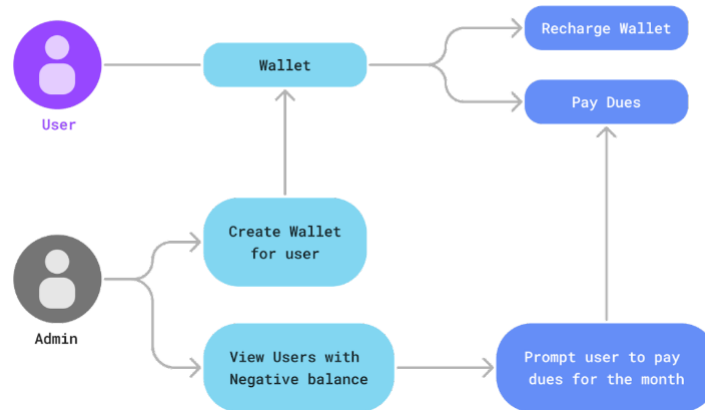 Recharge Wallet
Wallet
Pay Dues
User
Create Wallet
for user
Admin
View Users with
Negative balance
Prompt user to pay
dues for the month